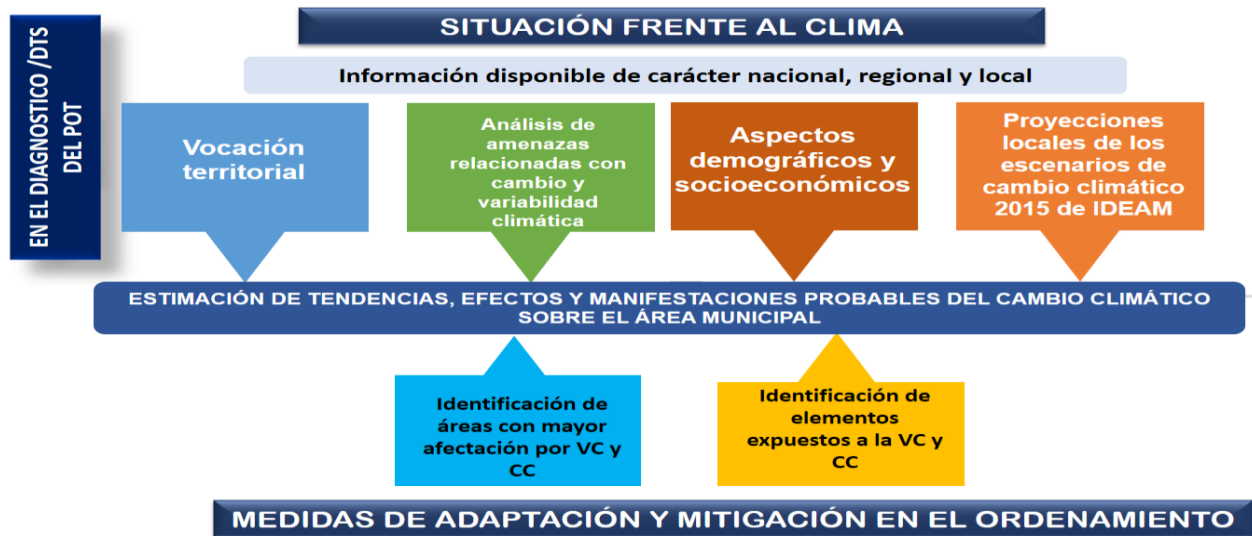 EN EL DIAGNOSTICO /DTS
DEL POT
SITUACIÓN FRENTE AL CLIMA
Información disponible de carácter nacional, regional y local
Vocación
territorial
Análisis de
amenazas
relacionadas con
cambio y
variabilidad
climática
Aspectos
demográficos y
socioeconómicos
Proyecciones
locales de los
escenarios de
cambio climático
2015 de IDEAM
ESTIMACIÓN DE TENDENCIAS, EFECTOS Y MANIFESTACIONES PROBABLES DEL CAMBIO CLIMÁTICO
SOBRE EL ÁREA MUNICIPAL
Identificación de
áreas con mayor
afectación por VC y
CC
Identificación de
elementos
expuestos a la VC y
CC
MEDIDAS DE ADAPTACIÓN Y MITIGACIÓN EN EL ORDENAMIENTO